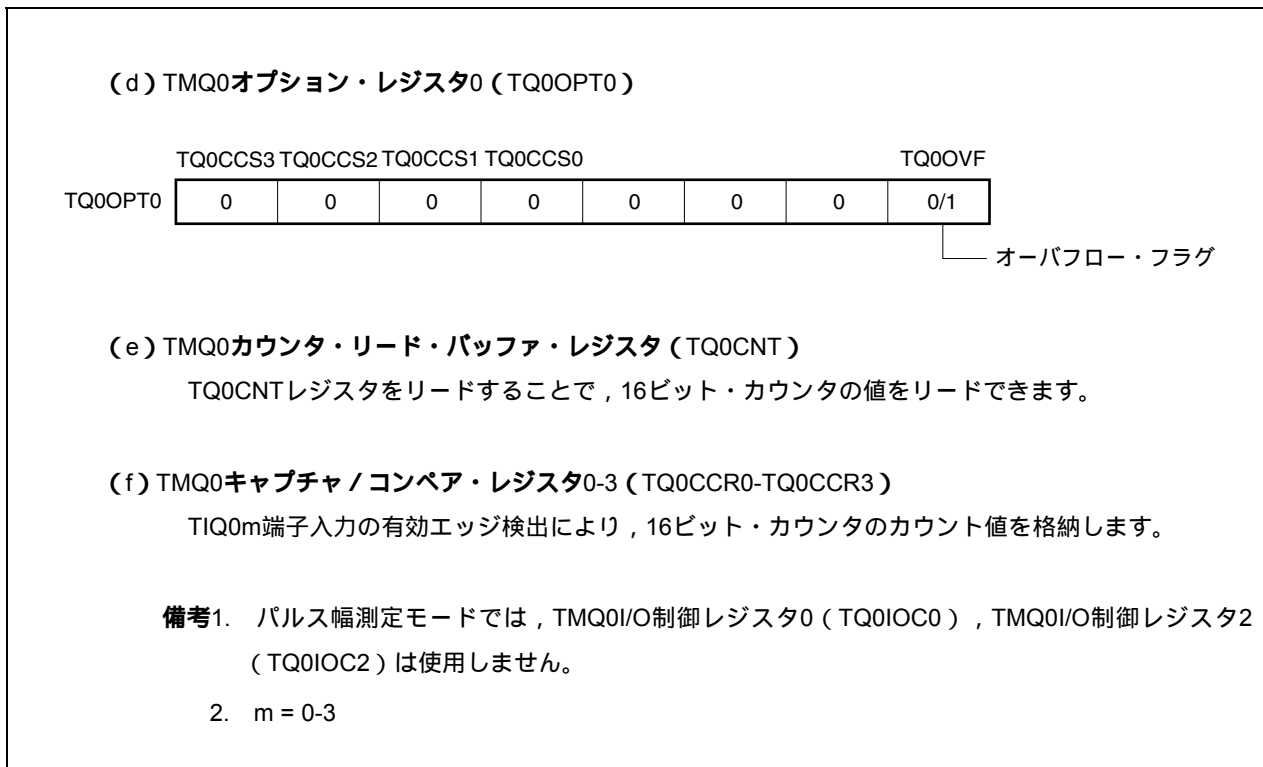 (d)TMQ0オプション・レジスタ0(TQ0OPT0)
TQ0CCS3 TQ0CCS2 TQ0CCS1 TQ0CCS0 TQ0OVF
TQ0OPT0 0 0 0 0 0 0 0 0/1
オーバフロー・フラグ
(e)TMQ0カウンタ・リード・バッファ・レジスタ(TQ0CNT)
TQ0CNTレジスタをリードすることで,16ビット・カウンタの値をリードできます。
(f)TMQ0キャプチャ/コンペア・レジスタ0-3(TQ0CCR0-TQ0CCR3)
TIQ0m端子入力の有効エッジ検出により,16ビット・カウンタのカウント値を格納します。
備考1. パルス幅測定モードでは,TMQ0I/O制御レジスタ0(TQ0IOC0),TMQ0I/O制御レジスタ2
(TQ0IOC2)は使用しません。
2. m = 0-3